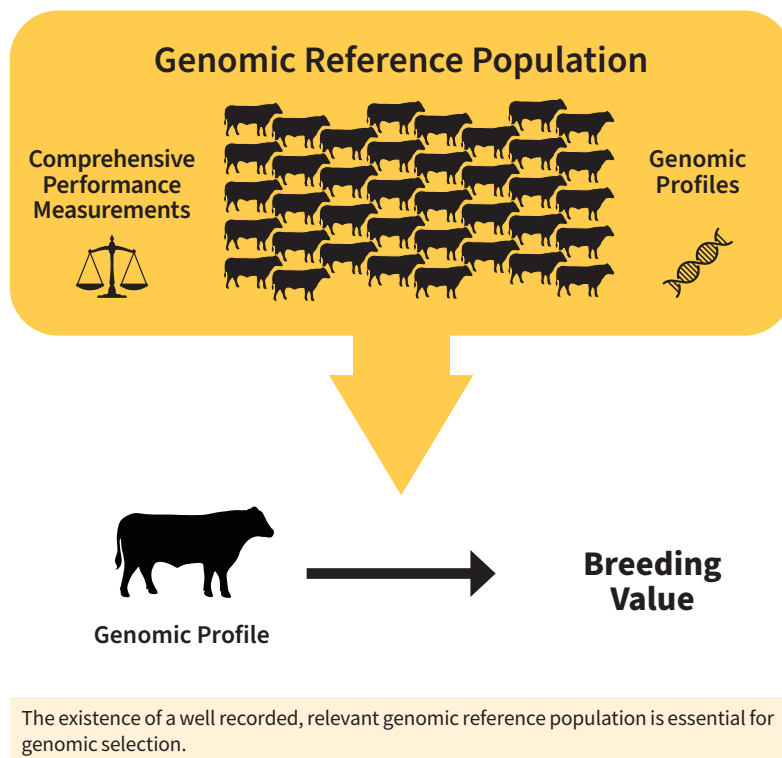 Genomic Reference Population
Comprehensive
Performance
Measurements
Genomic
Profiles
Genomic Profile
Breeding
Value
The existence of a well recorded, relevant genomic reference population is essential for
genomic selection.